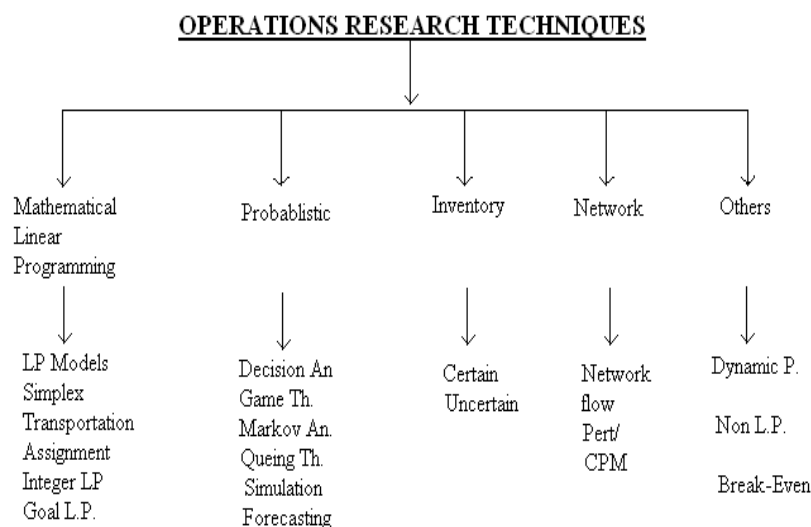 OPERATIONS RESEARCH TECHNIQUES
Mathematical
Linear
Programming
Probablistic
Inventory
Network
Others
LP Models
Simplex
Transportation
Assignment
Integer LP
Goal L.P.
Decision An
Game Th.
Markov An.
Queing Th.
Simulation
Forecasting
Certain
Uncertain
Network
flow
Pert/
CPM
Dynamic P.
Non L.P.
Break-Even